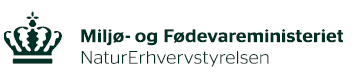 Miljø- og Fødevareministeriet
NaturErhvervstyrelsen